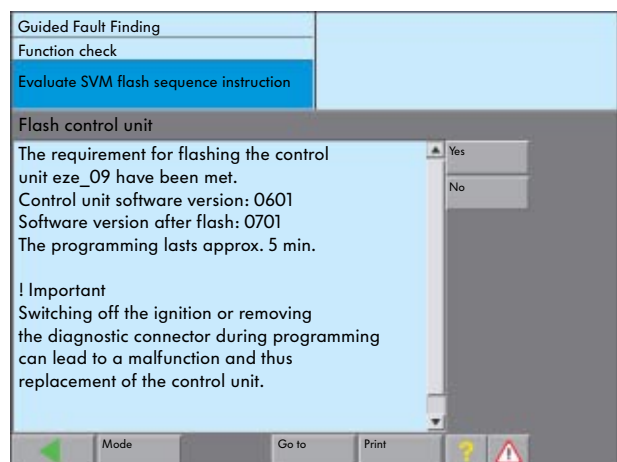 Guided Fault Finding
Function check
Evaluate SVM flash sequence instruction
Flash control unit
The requirement for flashing the control
unit eze_09 have been met.
Control unit software version: 0601
Software version after flash: 0701
The programming lasts approx. 5 min.
! Important
Switching off the ignition or removing
the diagnostic connector during programming
can lead to a malfunction and thus
replacement of the control unit.
Yes
No
Mode
Go to
Print
?
!